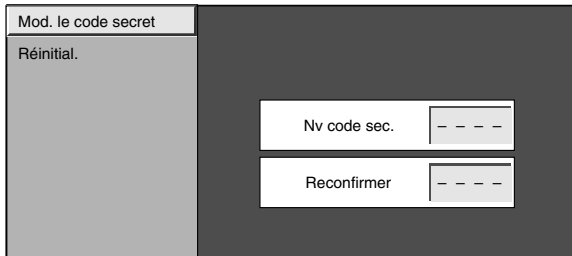 Mod. le code secret
Réinitial.
Nv code sec. – – – –
Reconfirmer – – – –